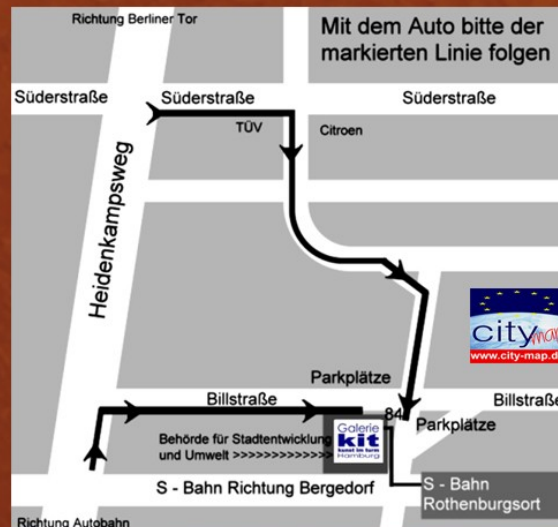 Richtung Berliner Tor
Mit dem Auto bitte der
markierten Linie folgen
Süderstraße
Süderstraße
Süderstraße
TÜV
Citroen
Heidenkampsweg
city map
www.city-map.d
Parkplätze
Billstraße
Billstraße
84
Parkplätze
Galerie
kit
kunst im turm
Hamburg
Behörde für Stadtentwicklung
und Umwelt >>>>>>>>>>>>>
S - Bahn Richtung Bergedorf
S - Bahn
Rothenburgsort
Richtung Autobahn